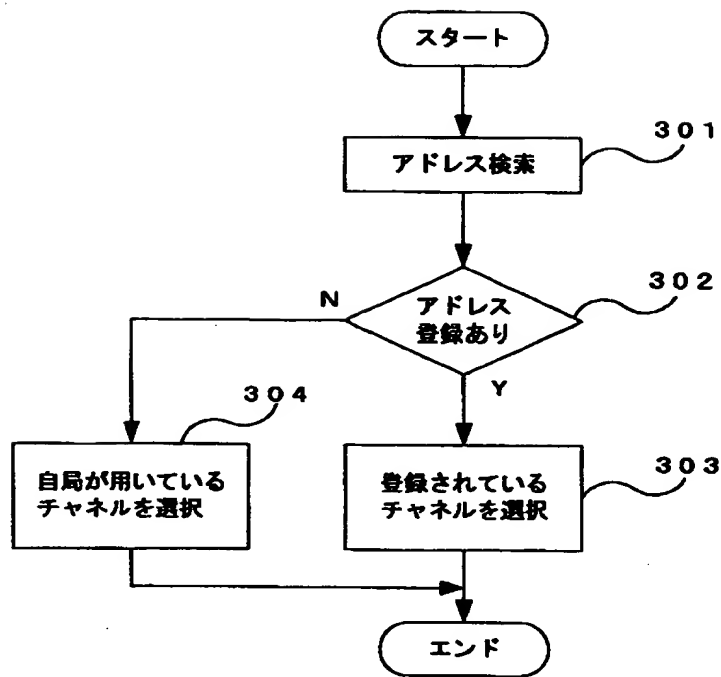 スタート
301
アドレス検索
302
N
アドレス
登録あり
Y
304
303
自局が用いている
チャネルを選択
登録されている
チャネルを選択
エンド